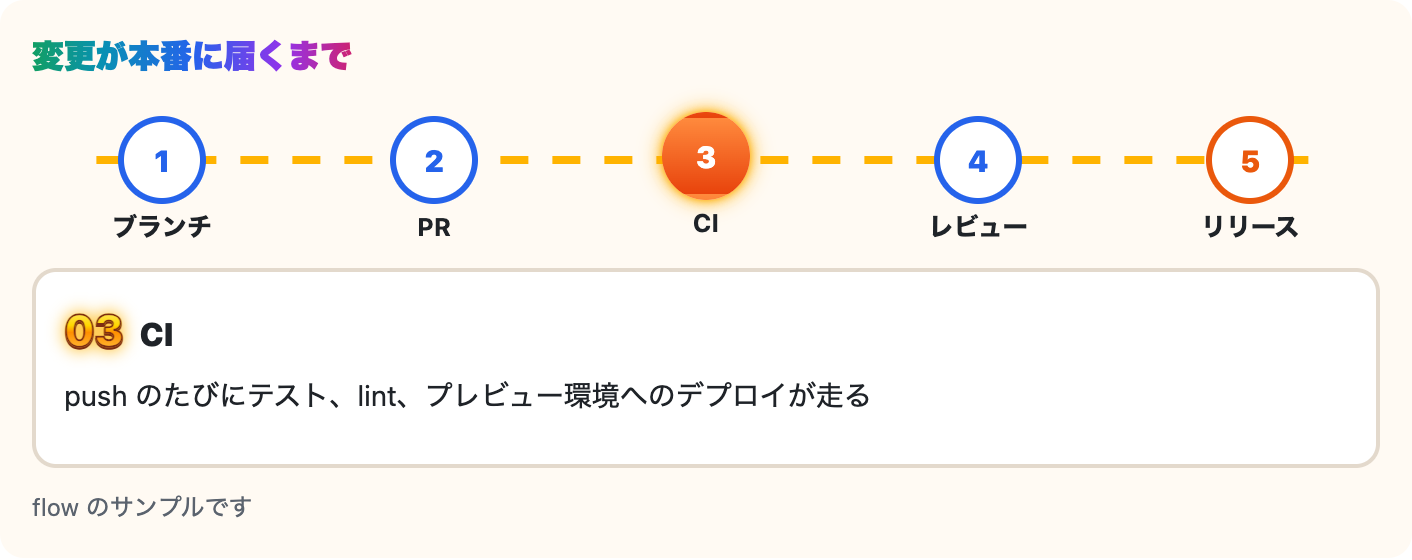 変更が本番に届くまで
1
2
3
4
5
ブランチ
PR
CI
レビュー
リリース
03 CI
push のたびにテスト、lint、プレビュー環境へのデプロイが走る
flow のサンプルです